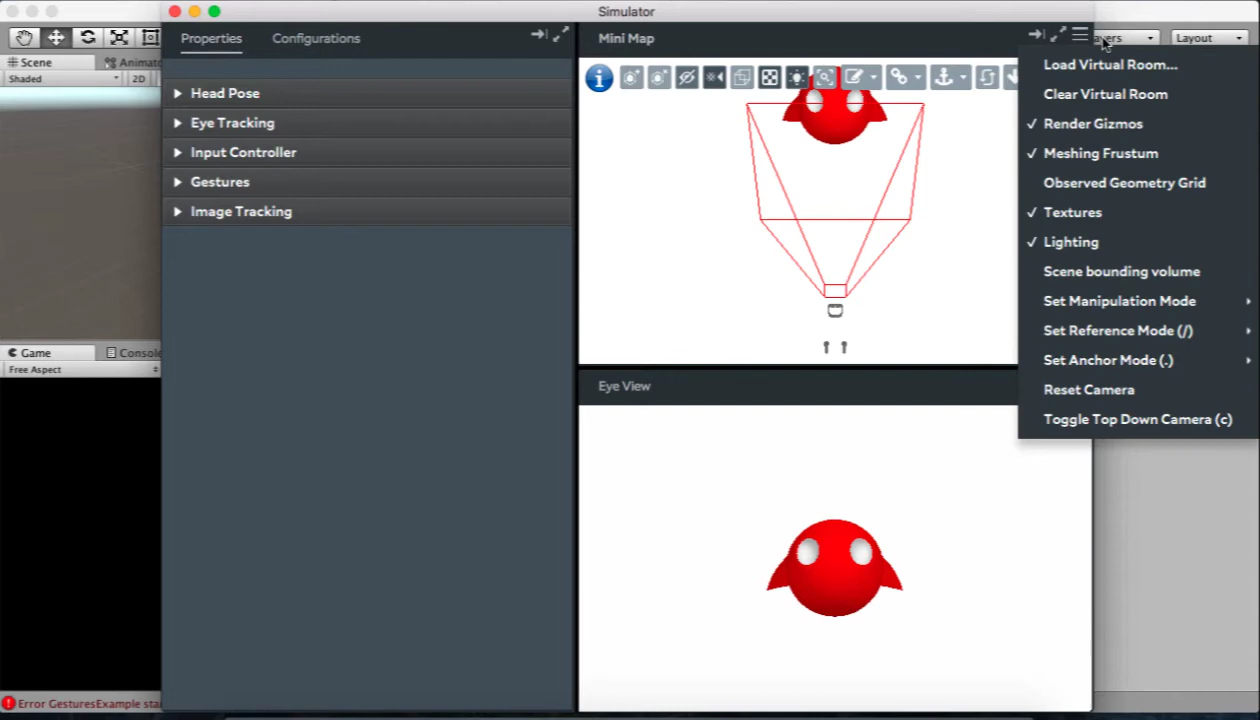 Simulator
Properties
Configurations
Head Pose
Eye Tracking
Input Controller
Gestures
Image Tracking
Mini Map
Eye View
Load Virtual Room...
Clear Virtual Room
✓ Render Gizmos
✓ Meshing Frustum
Observed Geometry Grid
✓ Textures
✓ Lighting
Scene bounding volume
Set Manipulation Mode
Set Reference Mode (/)
Set Anchor Mode (.)
Reset Camera
Toggle Top Down Camera (c)
ayers
Layout
Scene
Animato
Shaded
2D
Game
Console
Free Aspect
Error GesturesExample sta